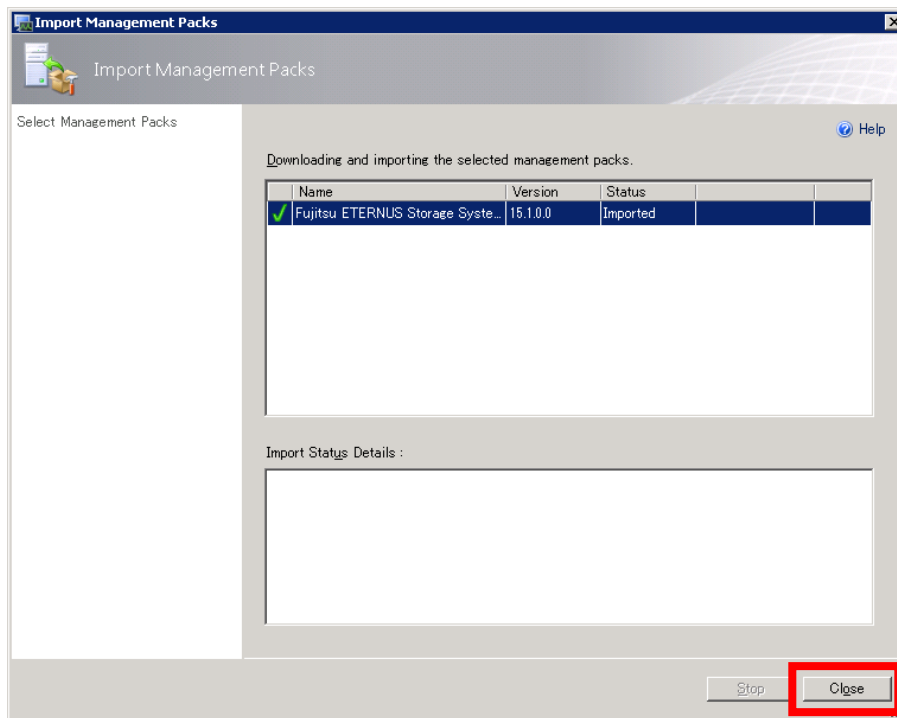 Import Management Packs
Import Management Packs
Select Management Packs
Help
Downloading and importing the selected management packs.
Name Version Status
Fujitsu ETERNUS Storage Syste... 15.1.0.0 Imported
Import Status Details :
Stop Close